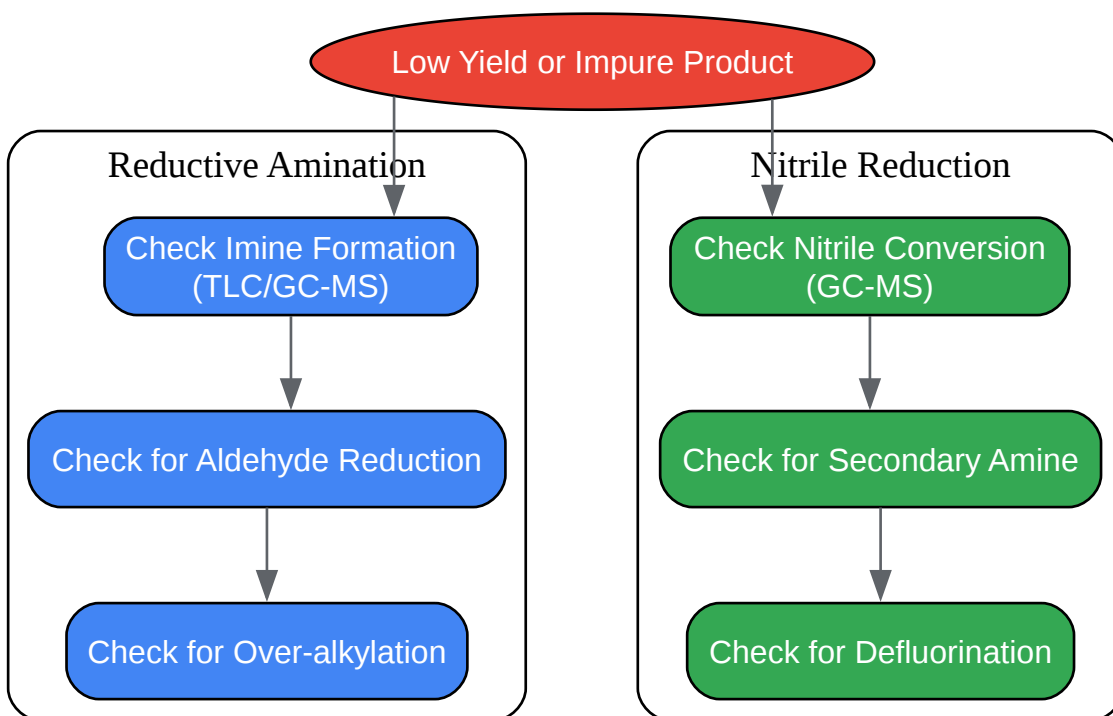 Low Yield or Impure Product
Reductive Amination
Check Imine Formation
(TLC/GC-MS)
Check for Aldehyde Reduction
Check for Over-alkylation
Nitrile Reduction
Check Nitrile Conversion
(GC-MS)
Check for Secondary Amine
Check for Defluorination